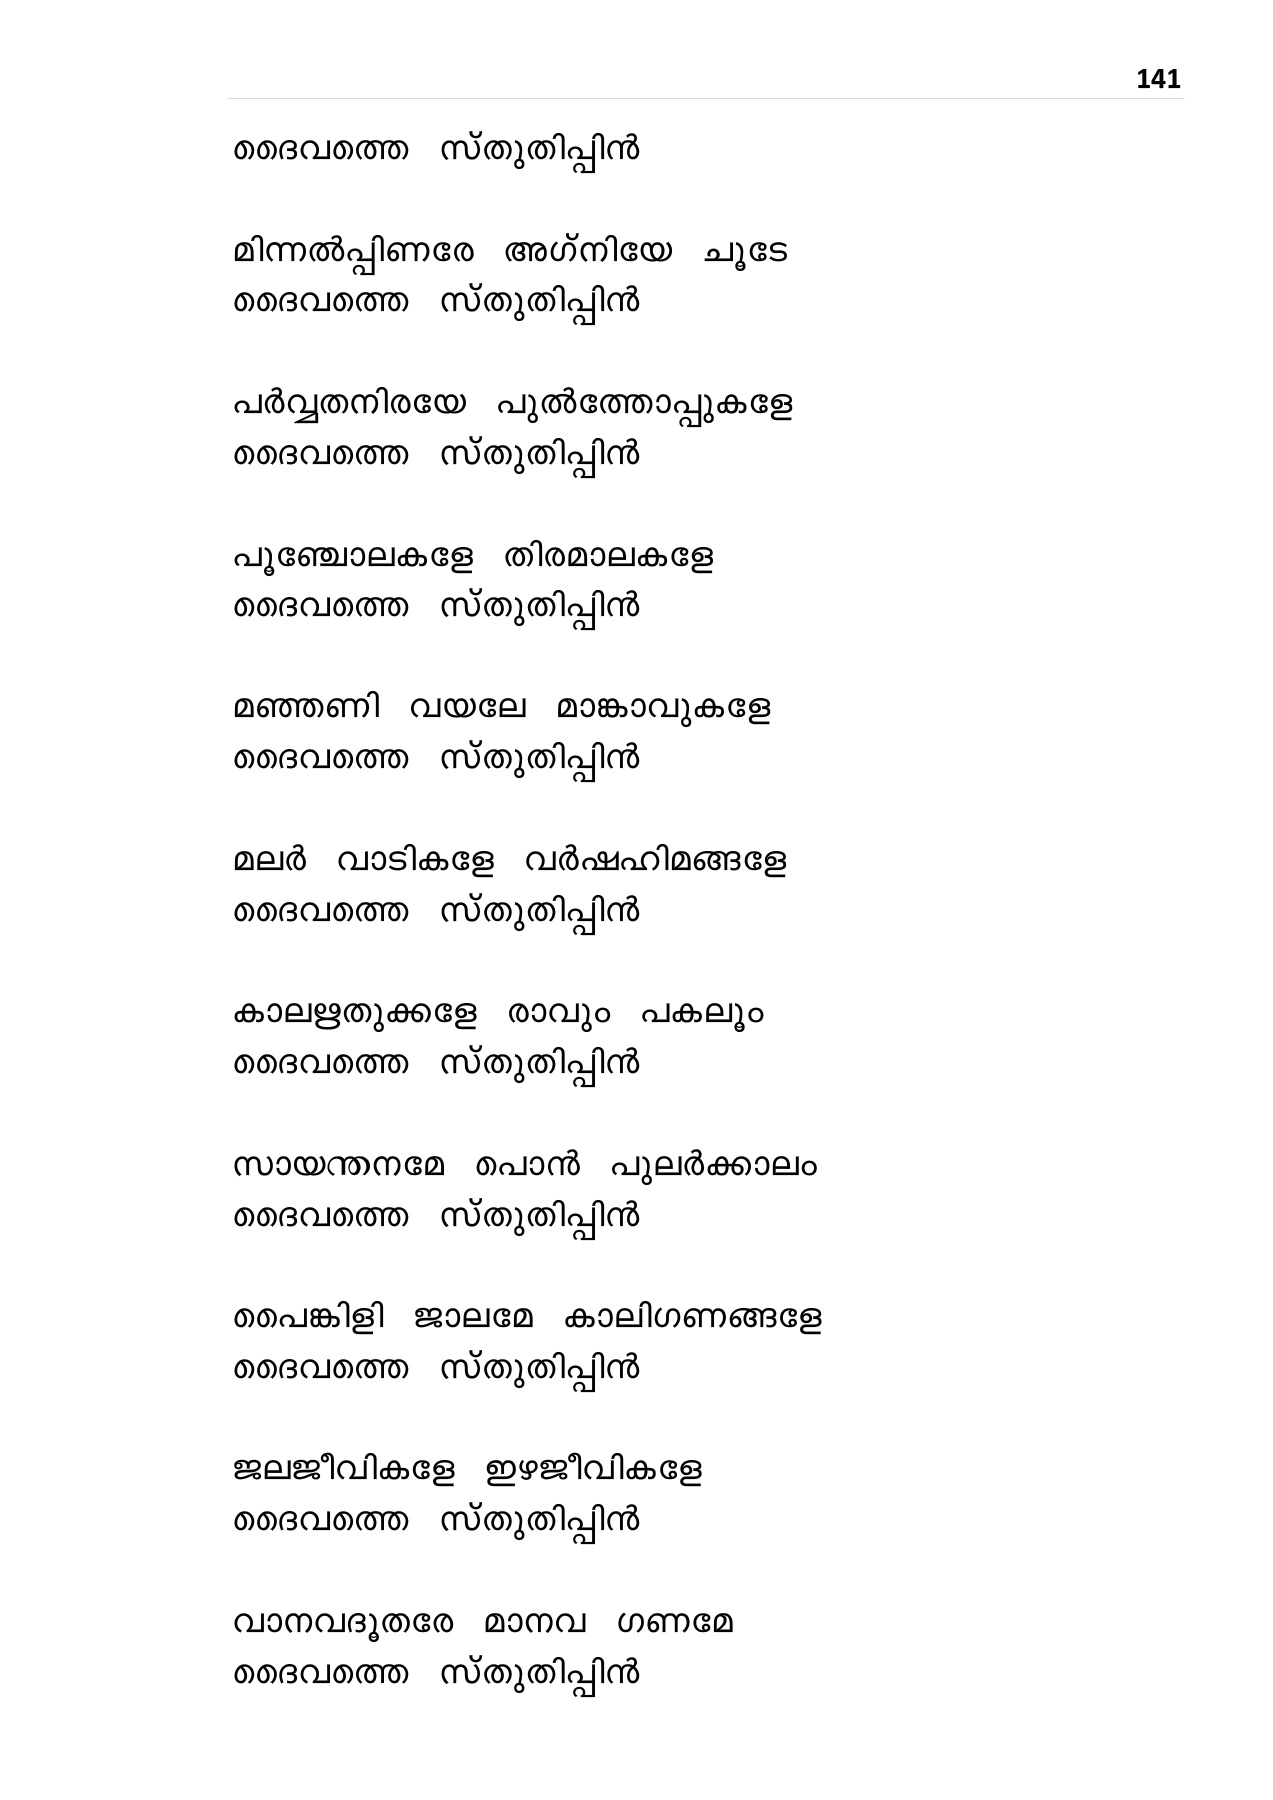 141
ദൈവത്തെ സ്തുതിപ്പിൻ
മിന്നൽപ്പിണരേ അഗ്‌നിയേ ചൂടേ
ദൈവത്തെ സ്തുതിപ്പിൻ
പർവ്വതനിരയേ പുൽത്തോപ്പുകളേ
ദൈവത്തെ സ്തുതിപ്പിൻ
പൂഞ്ചോലകളേ തിരമാലകളേ
ദൈവത്തെ സ്തുതിപ്പിൻ
മഞ്ഞണി വയലേ മാങ്കാവുകളേ
ദൈവത്തെ സ്തുതിപ്പിൻ
മലർ വാടികളേ വർഷഹിമങ്ങളേ
ദൈവത്തെ സ്തുതിപ്പിൻ
കാലഋതുക്കളേ രാവും പകലൂം
ദൈവത്തെ സ്തുതിപ്പിൻ
സായന്തനമേ പൊൻ പുലർക്കാലം
ദൈവത്തെ സ്തുതിപ്പിൻ
പൈങ്കിളി ജാലമേ കാലിഗണങ്ങളേ
ദൈവത്തെ സ്തുതിപ്പിൻ
ജലജീവികളേ ഇഴജീവികളേ
ദൈവത്തെ സ്തുതിപ്പിൻ
വാനവദൂതരേ മാനവ ഗണമേ
ദൈവത്തെ സ്തുതിപ്പിൻ